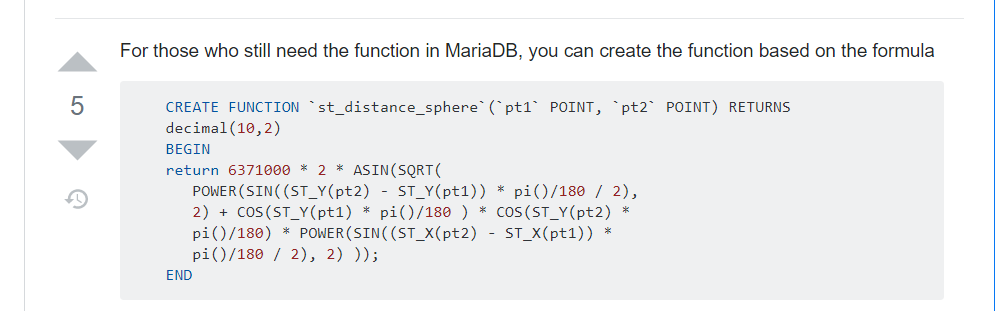 For those who still need the function in MariaDB, you can create the function based on the formula
5
CREATE FUNCTION `st_distance_sphere`(`pt1` POINT, `pt2` POINT) RETURNS
decimal(10,2)
BEGIN
return 6371000 * 2 * ASIN(SQRT(
POWER(SIN((ST_Y(pt2) - ST_Y(pt1)) * pi()/180 / 2),
2) + COS(ST_Y(pt1) * pi()/180 ) * COS(ST_Y(pt2) *
pi()/180) * POWER(SIN((ST_X(pt2) - ST_X(pt1)) *
pi()/180 / 2), 2) ));
END